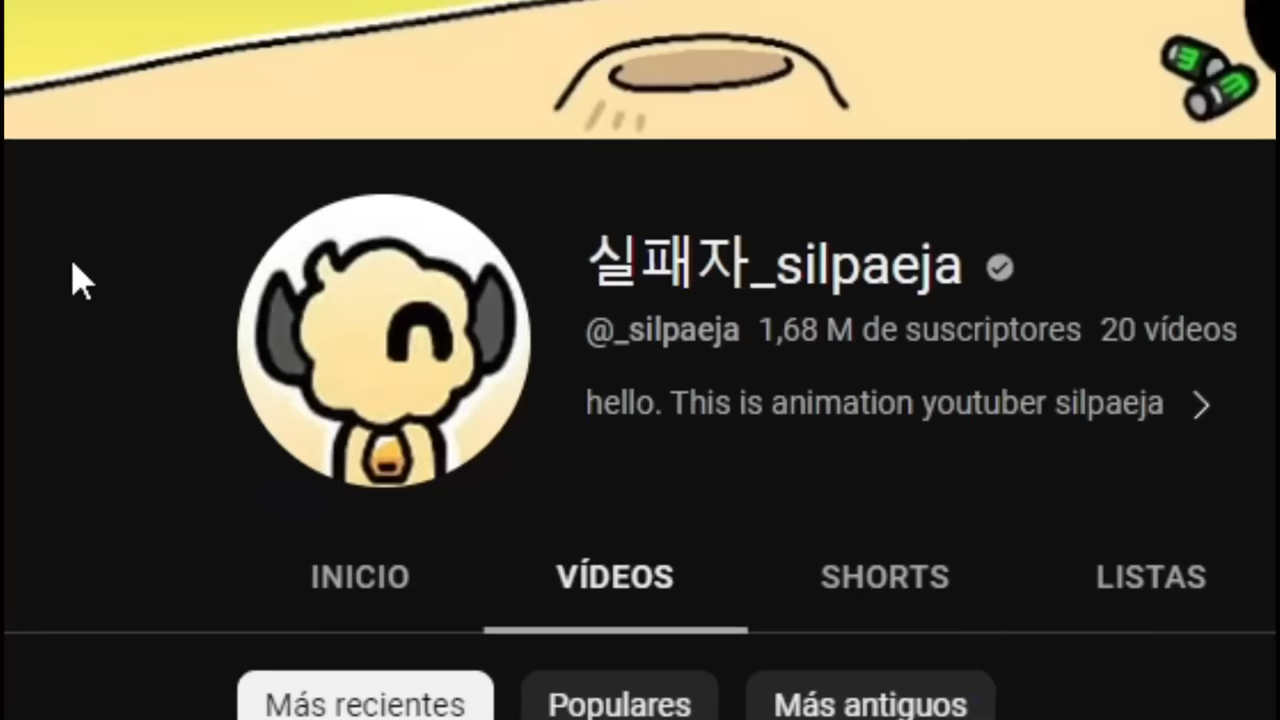 실패자_silpaeja
@_silpaeja 1,68 M de suscriptores 20 vídeos
hello. This is animation youtuber silpaeja
INICIO VÍDEOS SHORTS LISTAS
Más recientes Populares Más antiguos